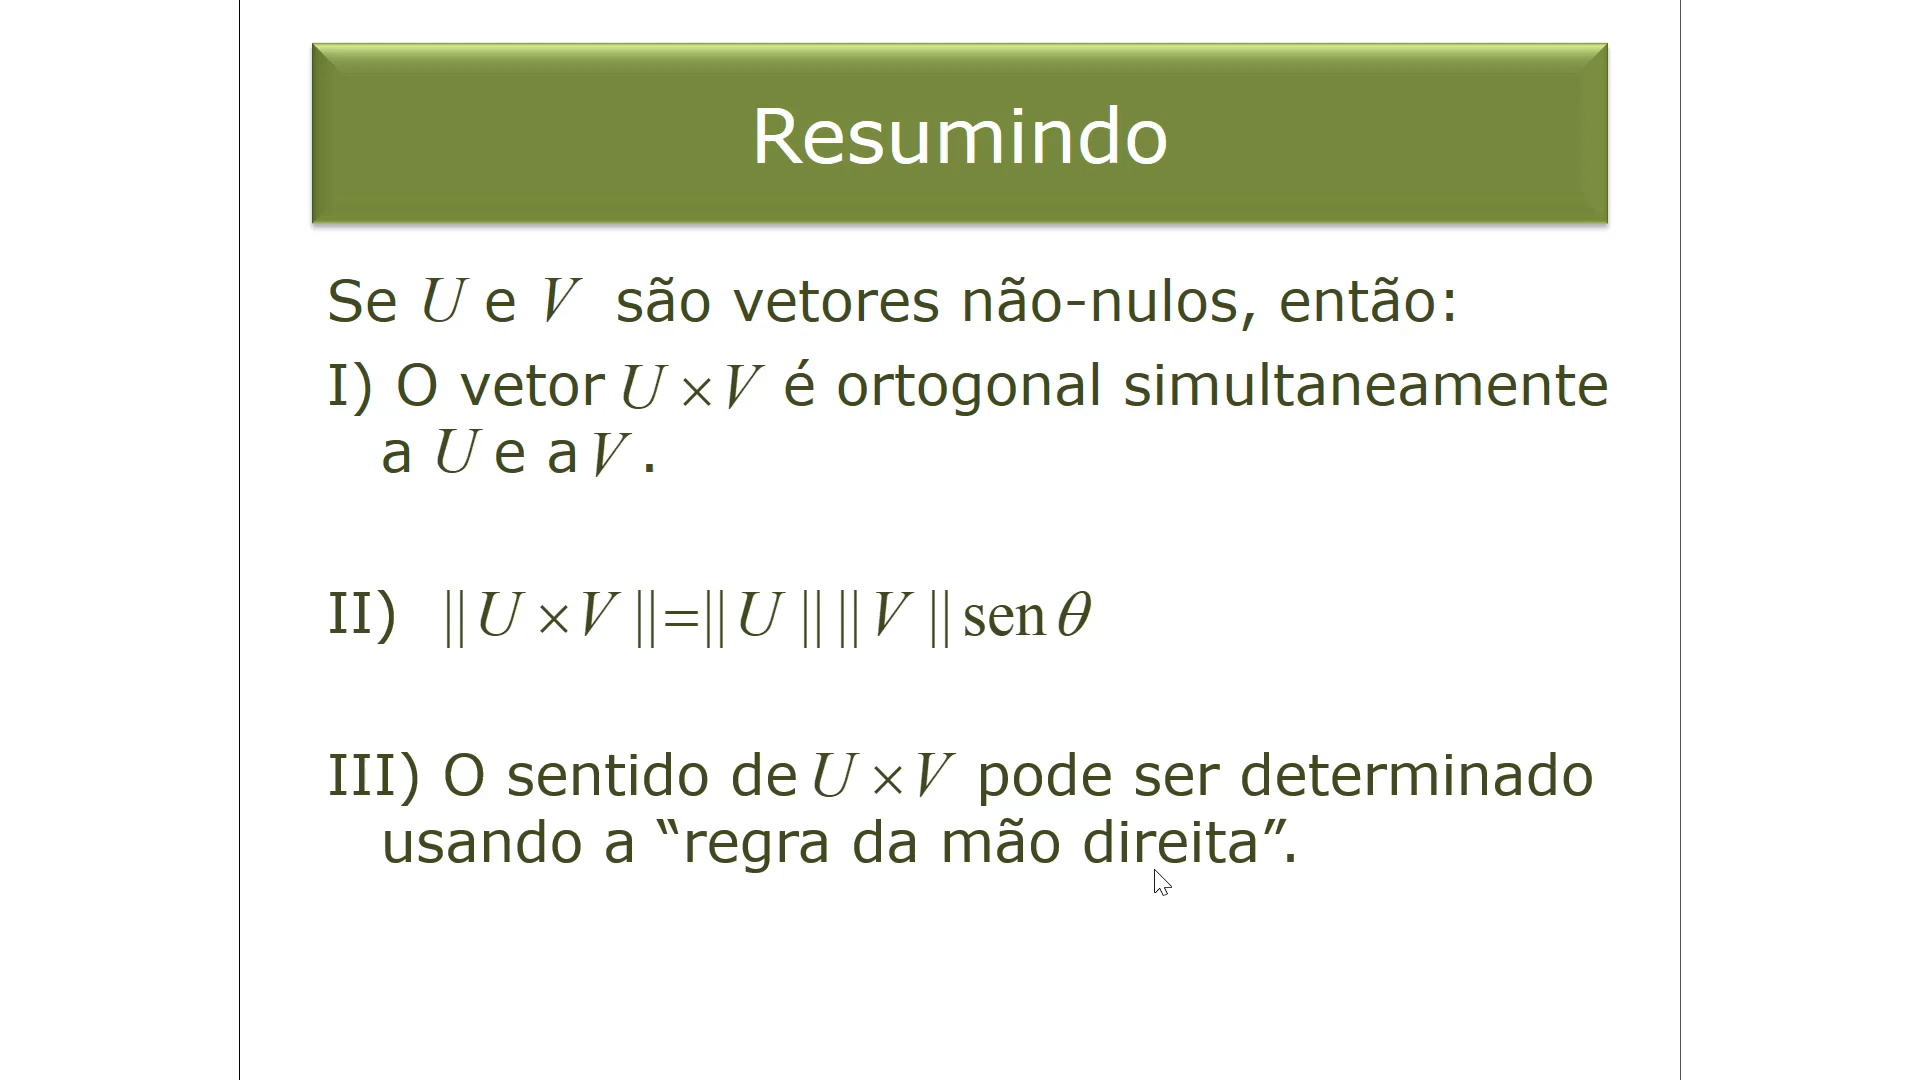 Resumindo
Se U e V são vetores não-nulos, então:
I) O vetor U × V é ortogonal simultaneamente
a U e a V .
II) || U × V ||=|| U || || V || sen θ
III) O sentido de U × V pode ser determinado
usando a “regra da mão direita”.